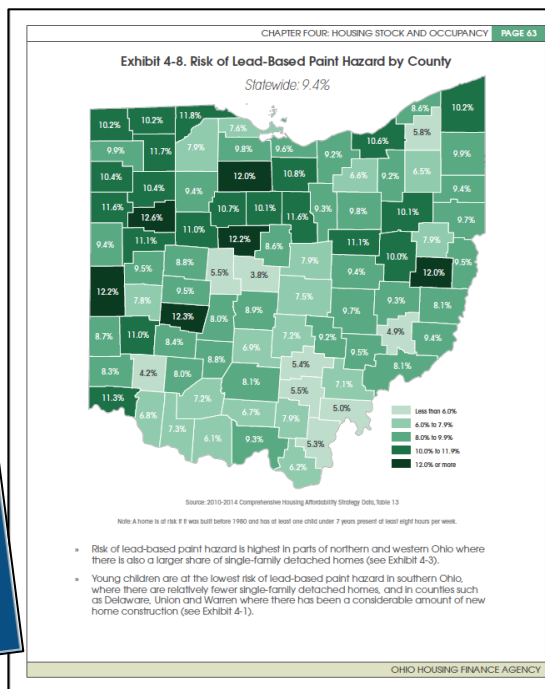 CHAPTER FOUR: HOUSING STOCK AND OCCUPANCY PAGE 63
Exhibit 4-8. Risk of Lead-Based Paint Hazard by County
Statewide: 9.4%
10.2% 10.2% 11.8% 7.6% 8.6% 10.2%
5.8%
9.9% 11.7% 7.9% 9.8% 9.6% 9.2% 10.6% 9.9%
10.4% 10.4% 12.0% 10.8% 6.6% 9.2% 6.5%
9.4% 9.4%
11.6% 12.6% 10.7% 10.1% 11.6% 9.3% 9.8% 10.1% 9.7%
11.0%
9.4% 11.1% 12.2% 8.6% 11.1% 10.0% 7.9%
9.5% 8.8% 5.5% 3.8% 7.9% 9.4% 12.0% 9.5%
12.2% 7.8% 9.5% 7.5% 9.3% 8.1%
12.3% 8.0% 8.9% 9.7%
8.7% 11.0% 8.4% 6.9% 7.2% 9.2% 4.9% 9.4%
9.5%
8.3% 4.2% 8.0% 8.8% 8.1% 5.4% 7.1% 8.1%
5.5%
11.3% 7.2% 6.7% 5.0%
6.8% 7.3% 6.1% 9.3% 7.9%
5.3%
6.2%
Less than 6.0%
6.0% to 7.9%
8.0% to 9.9%
10.0% to 11.9%
12.0% or more
Source: 2010-2014 Comprehensive Housing Affordability Strategy Data, Table 13
Note: A home is at risk if it was built before 1980 and has at least one child under 7 years present at least eight hours per week.
» Risk of lead-based paint hazard is highest in parts of northern and western Ohio where
there is also a larger share of single-family detached homes (see Exhibit 4-3).
» Young children are at the lowest risk of lead-based paint hazard in southern Ohio,
where there are relatively fewer single-family detached homes, and in counties such
as Delaware, Union and Warren where there has been a considerable amount of new
home construction (see Exhibit 4-1).
OHIO HOUSING FINANCE AGENCY